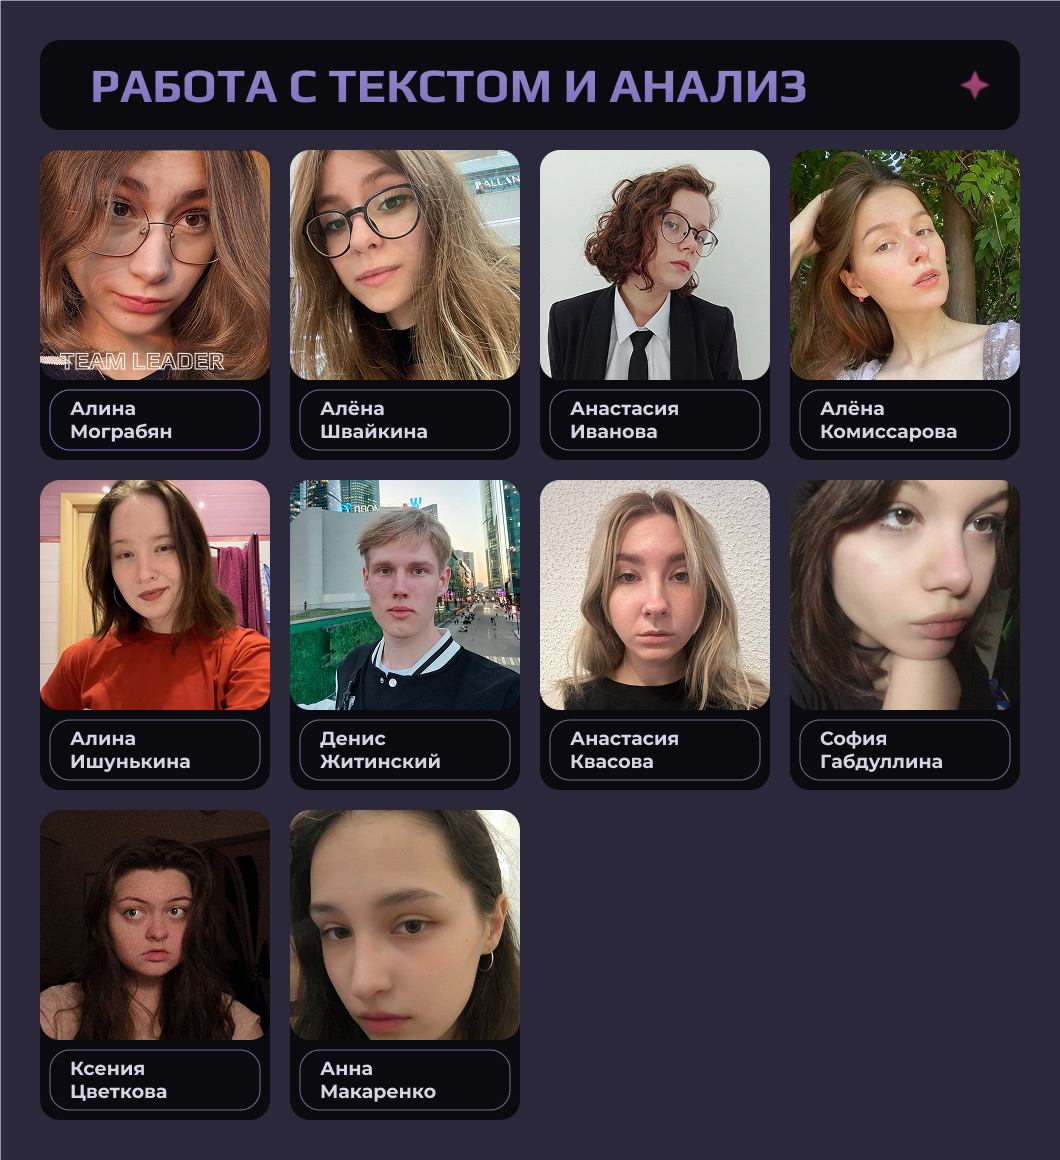 РАБОТА С ТЕКСТОМ И АНАЛИЗ
TEAM LEADER
Алина
Мограбян
Алёна
Швайкина
Анастасия
Иванова
Алёна
Комиссарова
Алина
Ишунькина
Денис
Житинский
Анастасия
Квасова
София
Габдуллина
Ксения
Цветкова
Анна
Макаренко